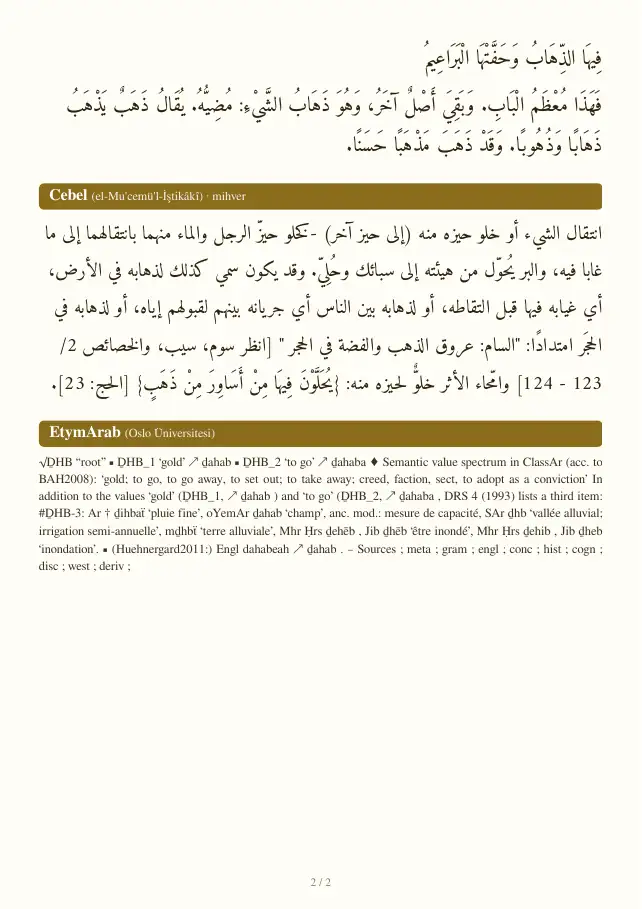 فِيهَا الذِّهَابُ وَحَفَّتْهَا الْبَرَاعِيمُ
فَهَذَا مُعْظَمُ الْبَابِ. وَبَقِيَ أَصْلٌ آخَرُ، وَهُوَ ذَهَابُ الشَّيْءِ: مُضِيُّهُ. يُقَالُ ذَهَبَ يَذْهَبُ
ذَهَابًا وَذُهُوبًا. وَقَدْ ذَهَبَ مَذْهَبًا حَسَنًا.
Cebel (el-Mu'cemü'l-İştikâkî) · mihver
انتقال الشيء أو خلو حيزه منه (إلى حيز آخر) -كخلو حيزّ الرجل والماء منهما بانتقالهما إلى ما
غابا فيه، والبر يُحوّل من هيئته إلى سبائك وحُلِيّ. وقد يكون سمي كذلك لذهابه في الأرض،
أي غيابه فيها قبل التقاطه، أو لذهابه بين الناس أي جريانه بينهم لقبولهم إياه، أو لذهابه في
الحجَر امتدادًا: "السام: عروق الذهب والفضة في الحجر " [انظر سوم، سيب، والخصائص 2/
123 - 124] وامّحاء الأثر خلوٌّ لحيزه منه: {يُحَلَّوْنَ فِيهَا مِنْ أَسَاوِرَ مِنْ ذَهَبٍ} [الحج: 23].
EtymArab (Oslo Üniversitesi)
√ḎHB “root” ▪ ḎHB_1 ‘gold’ ↗ ḏahab ▪ ḎHB_2 ‘to go’ ↗ ḏahaba ♦ Semantic value spectrum in ClassAr (acc. to
BAH2008): ‘gold; to go, to go away, to set out; to take away; creed, faction, sect, to adopt as a conviction’ In
addition to the values ‘gold’ (ḎHB_1, ↗ ḏahab ) and ‘to go’ (ḎHB_2, ↗ ḏahaba , DRS 4 (1993) lists a third item:
#ḎHB-3: Ar † ḏihbaẗ ‘pluie fine’, oYemAr ḏahab ‘champ’, anc. mod.: mesure de capacité, SAr ḏhb ‘vallée alluvial;
irrigation semi-annuelle’, mḏhbẗ ‘terre alluviale’, Mhr Ḥrs ḏehēb , Jib ḏhēb ‘être inondé’, Mhr Ḥrs ḏehib , Jib ḏheb
‘inondation’. ▪ (Huehnergard2011:) Engl dahabeah ↗ ḏahab . – Sources ; meta ; gram ; engl ; conc ; hist ; cogn ;
disc ; west ; deriv ;
2 / 2